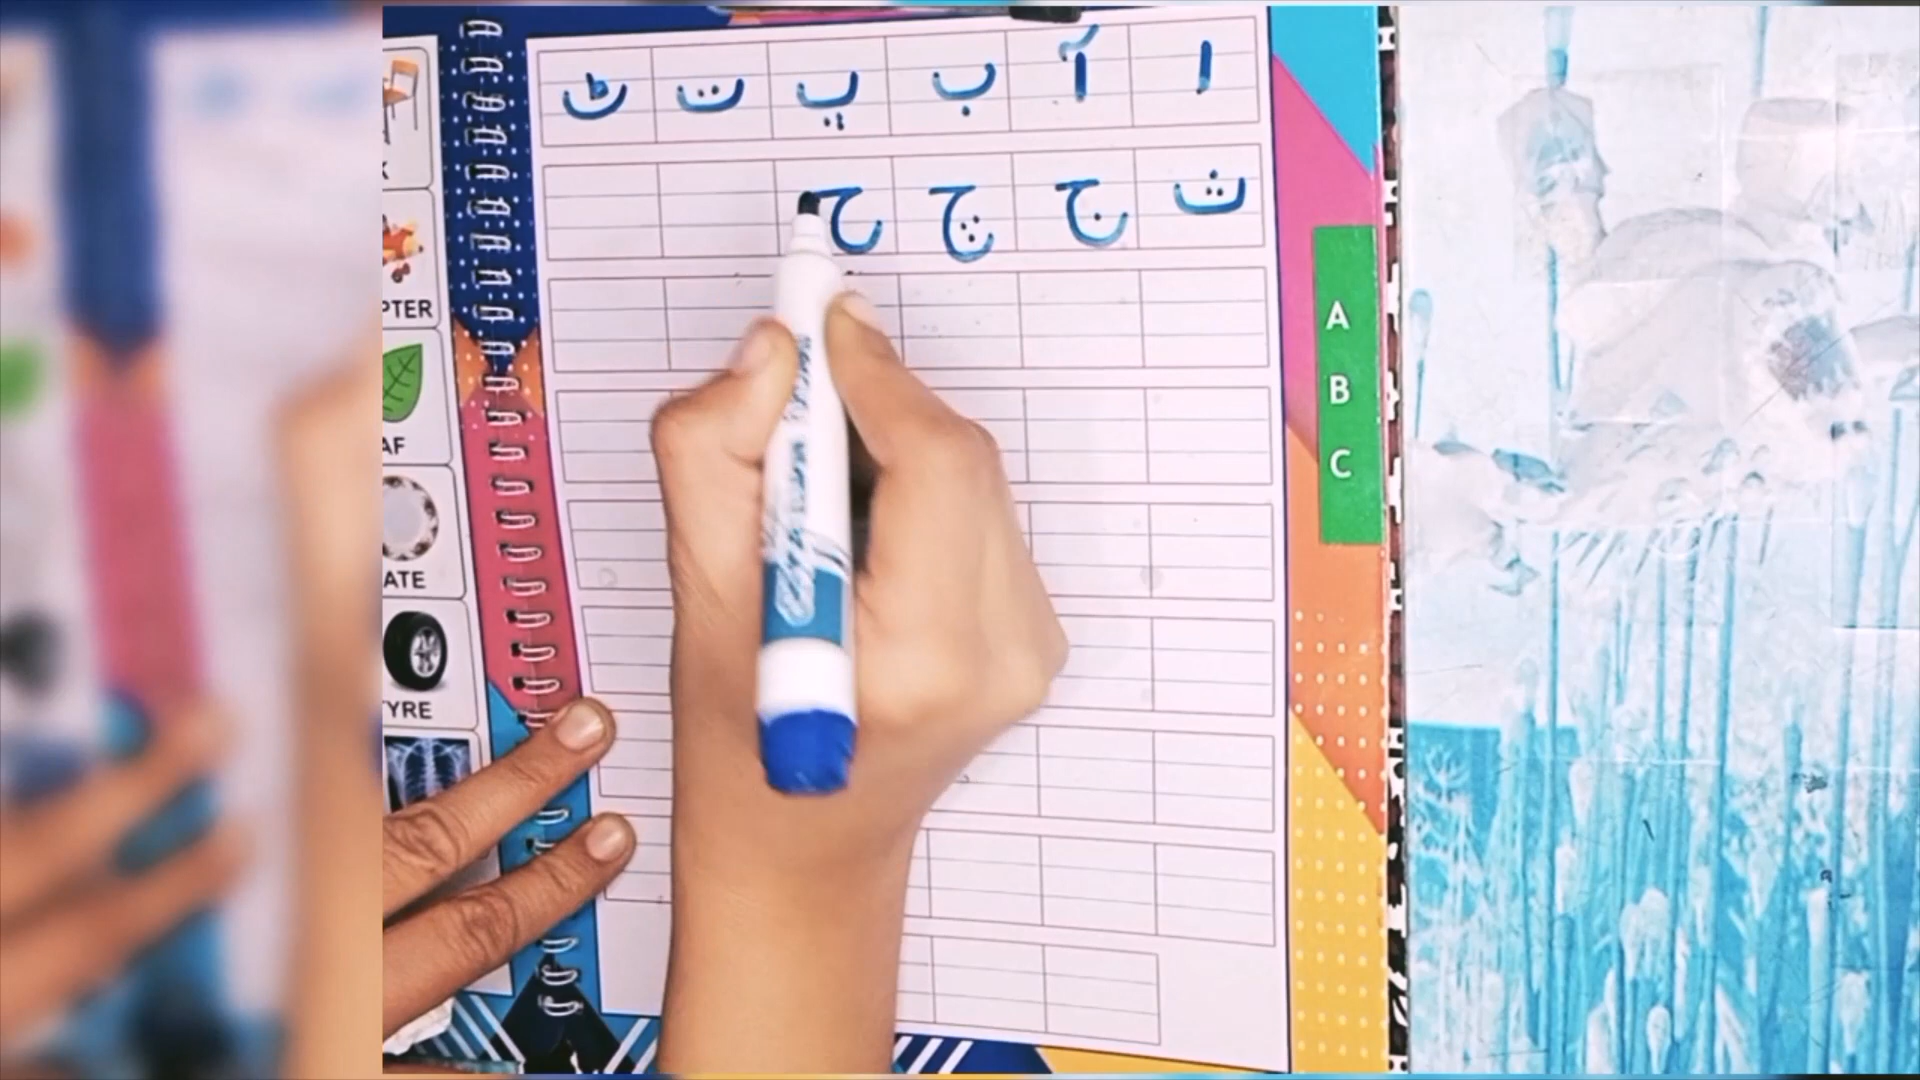 ا آ ب پ ت ٹ
ث ج چ ح
PTER
AF
ATE
TYRE
A
B
C